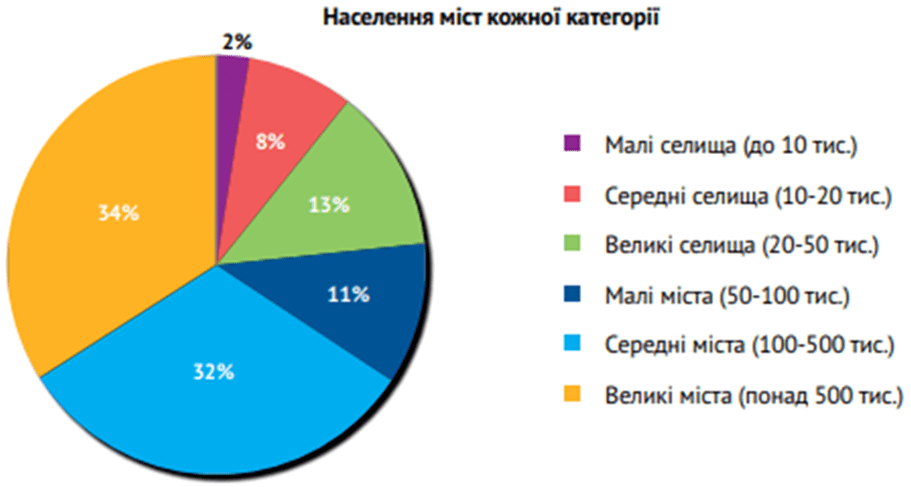 Населення міст кожної категорії
2%
8%
13%
11%
32%
34%
Малі селища (до 10 тис.)
Середні селища (10-20 тис.)
Великі селища (20-50 тис.)
Малі міста (50-100 тис.)
Середні міста (100-500 тис.)
Великі міста (понад 500 тис.)